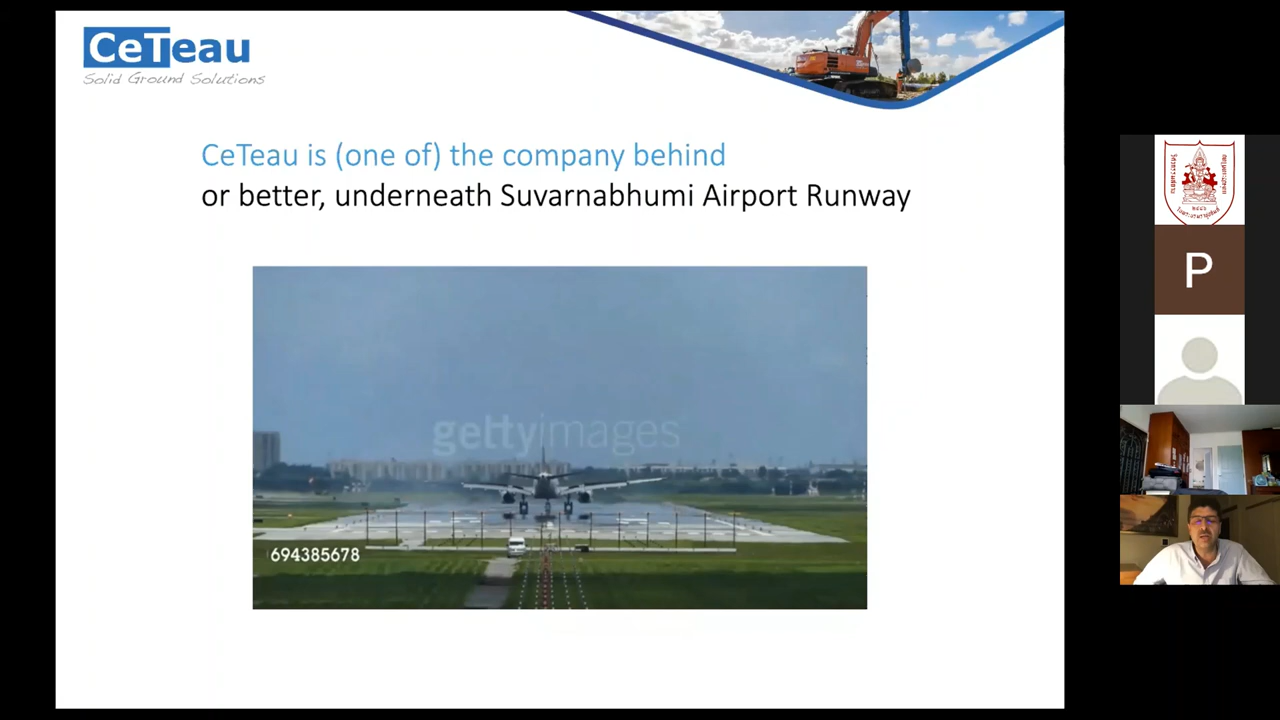 CeTeau
Solid Ground Solutions
CeTeau is (one of) the company behind
or better, underneath Suvarnabhumi Airport Runway
gettyimages
694385678
P